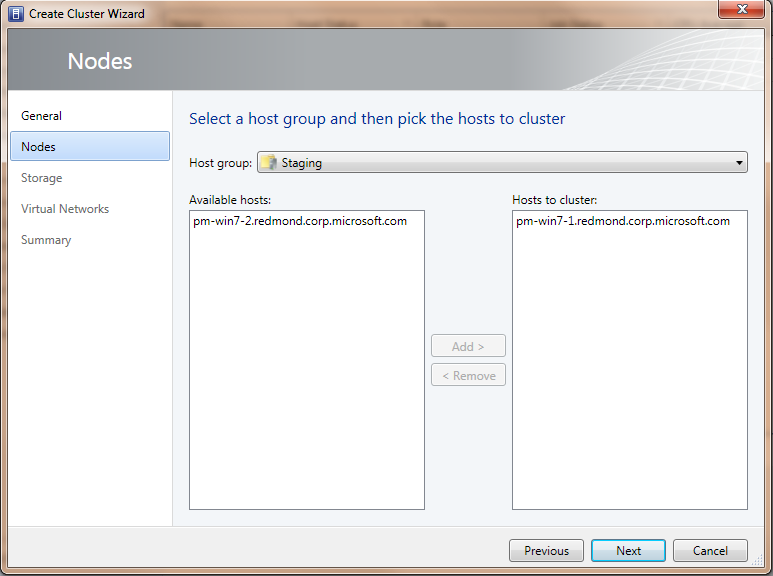 Create Cluster Wizard
Nodes
General
Nodes
Storage
Virtual Networks
Summary
Select a host group and then pick the hosts to cluster
Host group: Staging
Available hosts:
pm-win7-2.redmond.corp.microsoft.com
Add >
< Remove
Hosts to cluster:
pm-win7-1.redmond.corp.microsoft.com
Previous
Next
Cancel